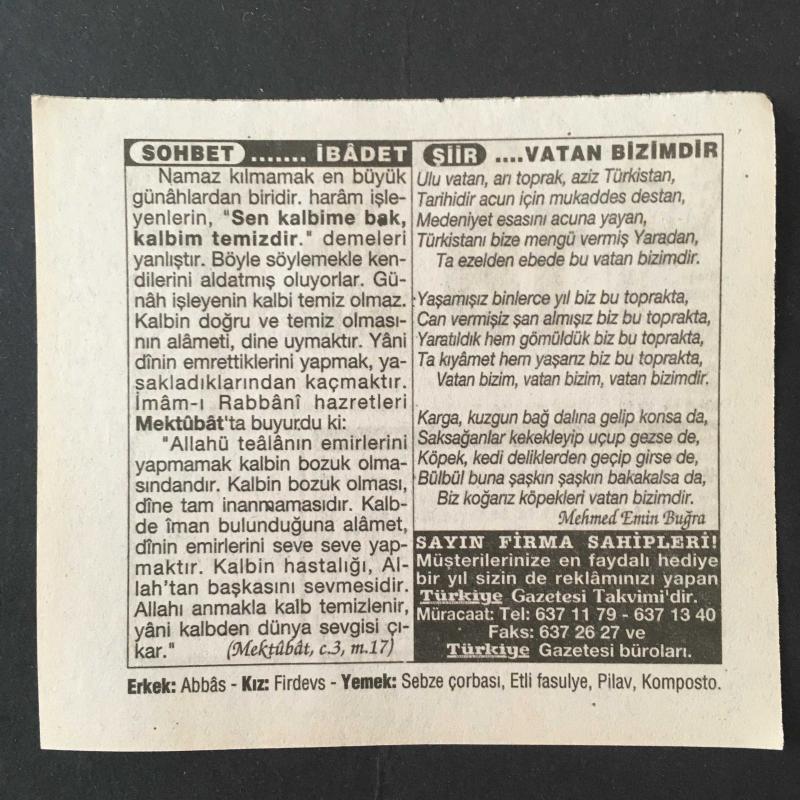 SOHBET ....... İBÂDET
Namaz kılmamak en büyük
günâhlardan biridir. harâm işle-
yenlerin, "Sen kalbime bak,
kalbim temizdir." demeleri
yanlıştır. Böyle söylemekle ken-
dilerini aldatmış oluyorlar. Gü-
nâh işleyenin kalbi temiz olmaz.
Kalbin doğru ve temiz olması-
nın alâmeti, dine uymaktır. Yâni
dînin emrettiklerini yapmak, ya-
sakladıklarından kaçmaktır.
İmâm-ı Rabbânî hazretleri
Mektûbât'ta buyurdu ki:
"Allahü teâlânın emirlerini
yapmamak kalbin bozuk olma-
sındandır. Kalbin bozuk olması,
dîne tam inanmamasıdır. Kalb-
de îman bulunduğuna alâmet,
dînin emirlerini seve seve yap-
maktır. Kalbin hastalığı, Al-
lah'tan başkasını sevmesidir.
Allahı anmakla kalb temizlenir,
yâni kalbden dünya sevgisi çı-
kar." (Mektûbât, c.3, m.17)
ŞİİR ....VATAN BİZİMDİR
Ulu vatan, arı toprak, aziz Türkistan,
Tarihidir acun için mukaddes destan,
Medeniyet esasını acuna yayan,
Türkistanı bize mengü vermiş Yaradan,
Ta ezelden ebede bu vatan bizimdir.
Yaşamışız binlerce yıl biz bu toprakta,
Can vermişiz şan almışız biz bu toprakta,
Yaratıldık hem gömüldük biz bu toprakta,
Ta kıyâmet hem yaşarız biz bu toprakta,
Vatan bizim, vatan bizim, vatan bizimdir.
Karga, kuzgun bağ dalına gelip konsa da,
Saksağanlar kekekleyip uçup gezse de,
Köpek, kedi deliklerden geçip girse de,
Bülbül buna şaşkın şaşkın bakakalsa da,
Biz koğarız köpekleri vatan bizimdir.
Mehmed Emin Buğra
SAYIN FİRMA SAHİPLERİ!
Müşterilerinize en faydalı hediye
bir yıl sizin de reklâmınızı yapan
Türkiye Gazetesi Takvimi'dir.
Müracaat: Tel: 637 11 79 - 637 13 40
Faks: 637 26 27 ve
Türkiye Gazetesi büroları.
Erkek: Abbâs - Kız: Firdevs - Yemek: Sebze çorbası, Etli fasulye, Pilav, Komposto.